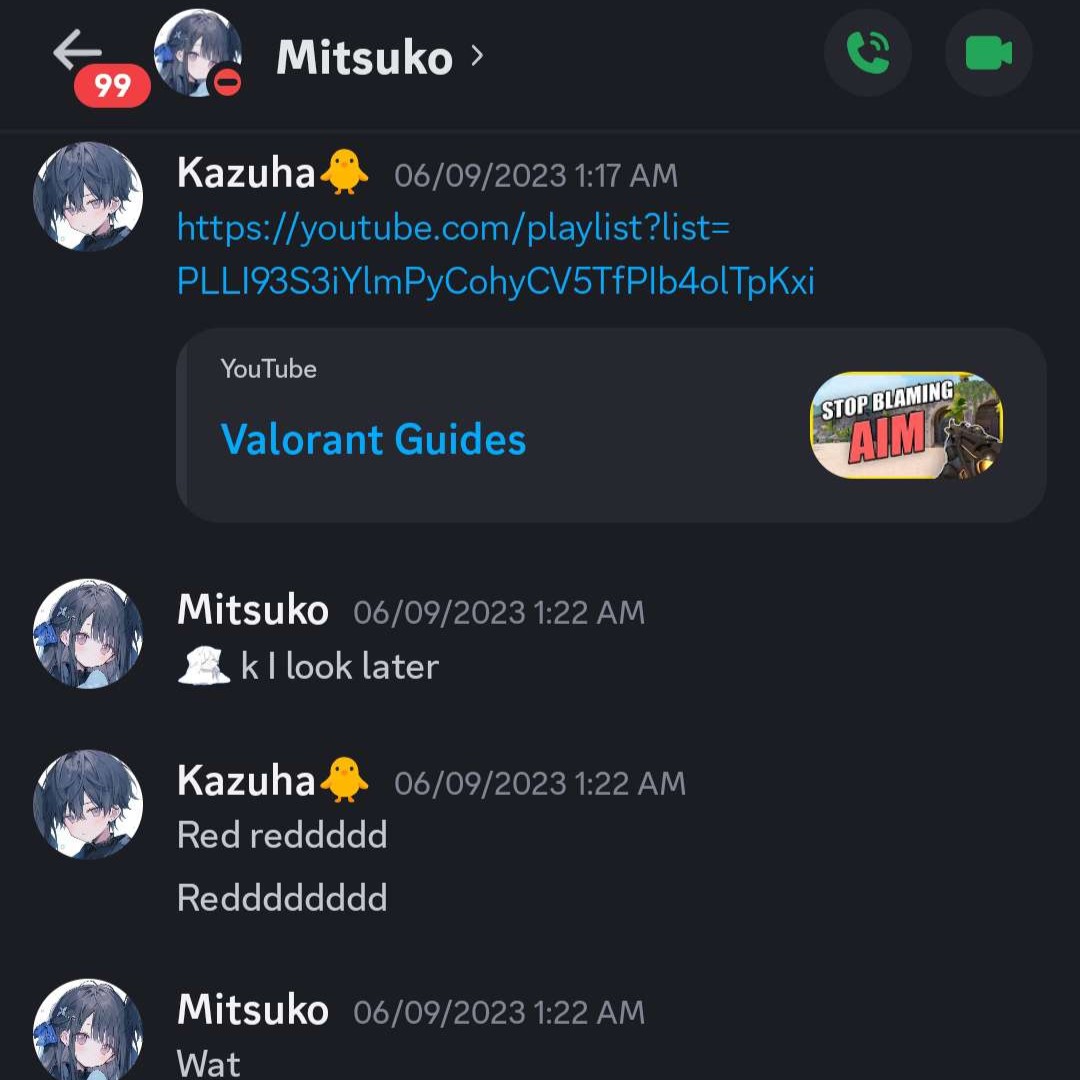 Mitsuko
99
Kazuha🐥 06/09/2023 1:17 AM
https://youtube.com/playlist?list=
PLLI93S3iYlmPyCohyCV5TfPIb4olTpKxi
YouTube
Valorant Guides
STOP BLAMING
AIM
Mitsuko 06/09/2023 1:22 AM
k I look later
Kazuha🐥 06/09/2023 1:22 AM
Red reddddd
Reddddddddd
Mitsuko 06/09/2023 1:22 AM
Wat